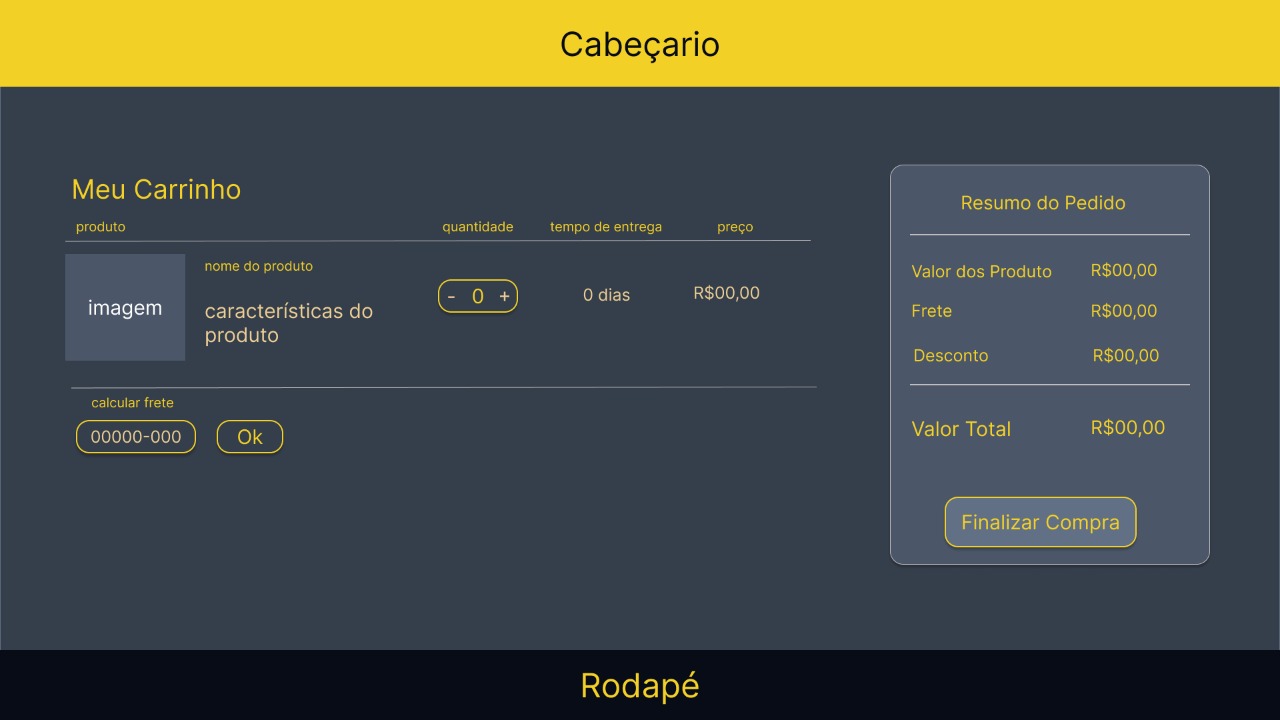 Cabeçario
Meu Carrinho
produto
quantidade
tempo de entrega
preço
imagem
nome do produto
características do
produto
- 0 +
0 dias
R$00,00
calcular frete
00000-000
Ok
Resumo do Pedido
Valor dos Produto R$00,00
Frete R$00,00
Desconto R$00,00
Valor Total R$00,00
Finalizar Compra
Rodapé